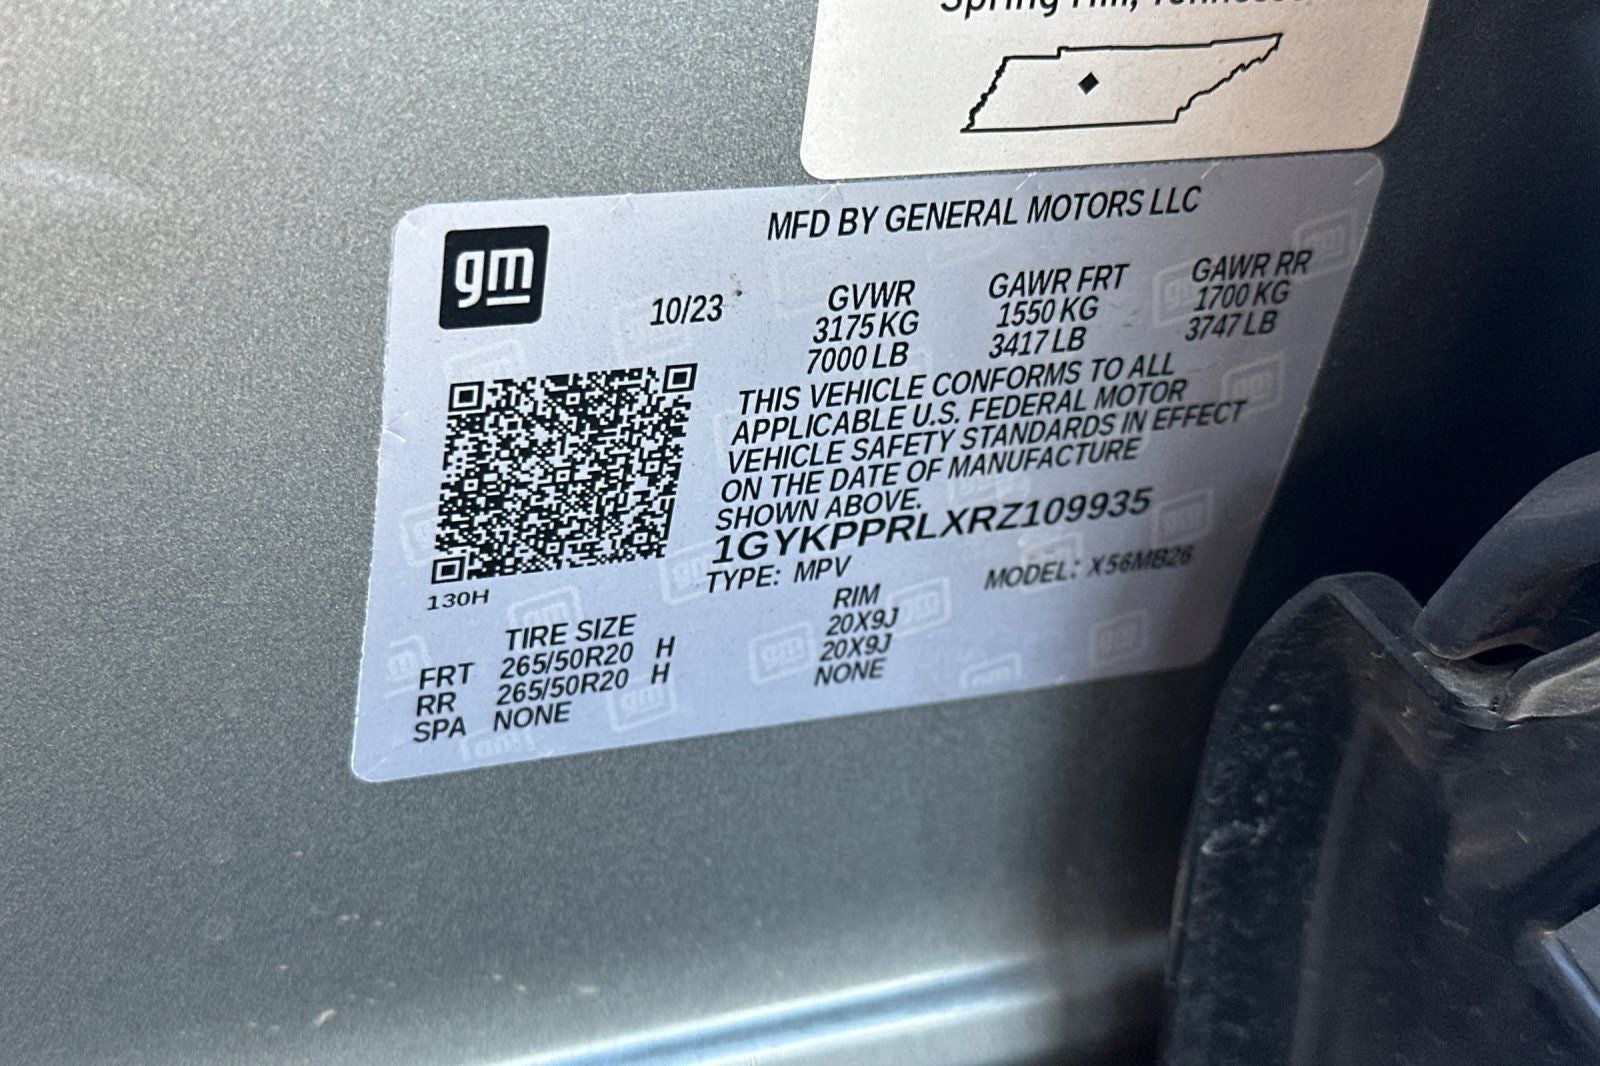 Spring Hill, Tennessee
gm
MFD BY GENERAL MOTORS LLC
10/23
GVWR GAWR FRT GAWR RR
3175 KG 1550 KG 1700 KG
7000 LB 3417 LB 3747 LB
THIS VEHICLE CONFORMS TO ALL
APPLICABLE U.S. FEDERAL MOTOR
VEHICLE SAFETY STANDARDS IN EFFECT
ON THE DATE OF MANUFACTURE
SHOWN ABOVE.
1GYKPPRLXRZ109935
TYPE: MPV MODEL: X56MB26
130H
TIRE SIZE RIM
FRT 265/50R20 H 20X9J
RR 265/50R20 H 20X9J
SPA NONE NONE